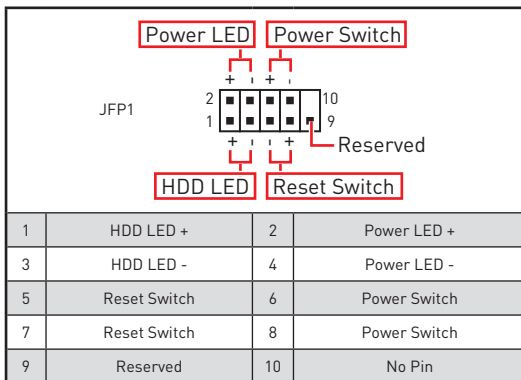 Power LED Power Switch
+ - + -
JFP1
2 10
1 9
+ - - +
Reserved
HDD LED Reset Switch
1 HDD LED + 2 Power LED +
3 HDD LED - 4 Power LED -
5 Reset Switch 6 Power Switch
7 Reset Switch 8 Power Switch
9 Reserved 10 No Pin